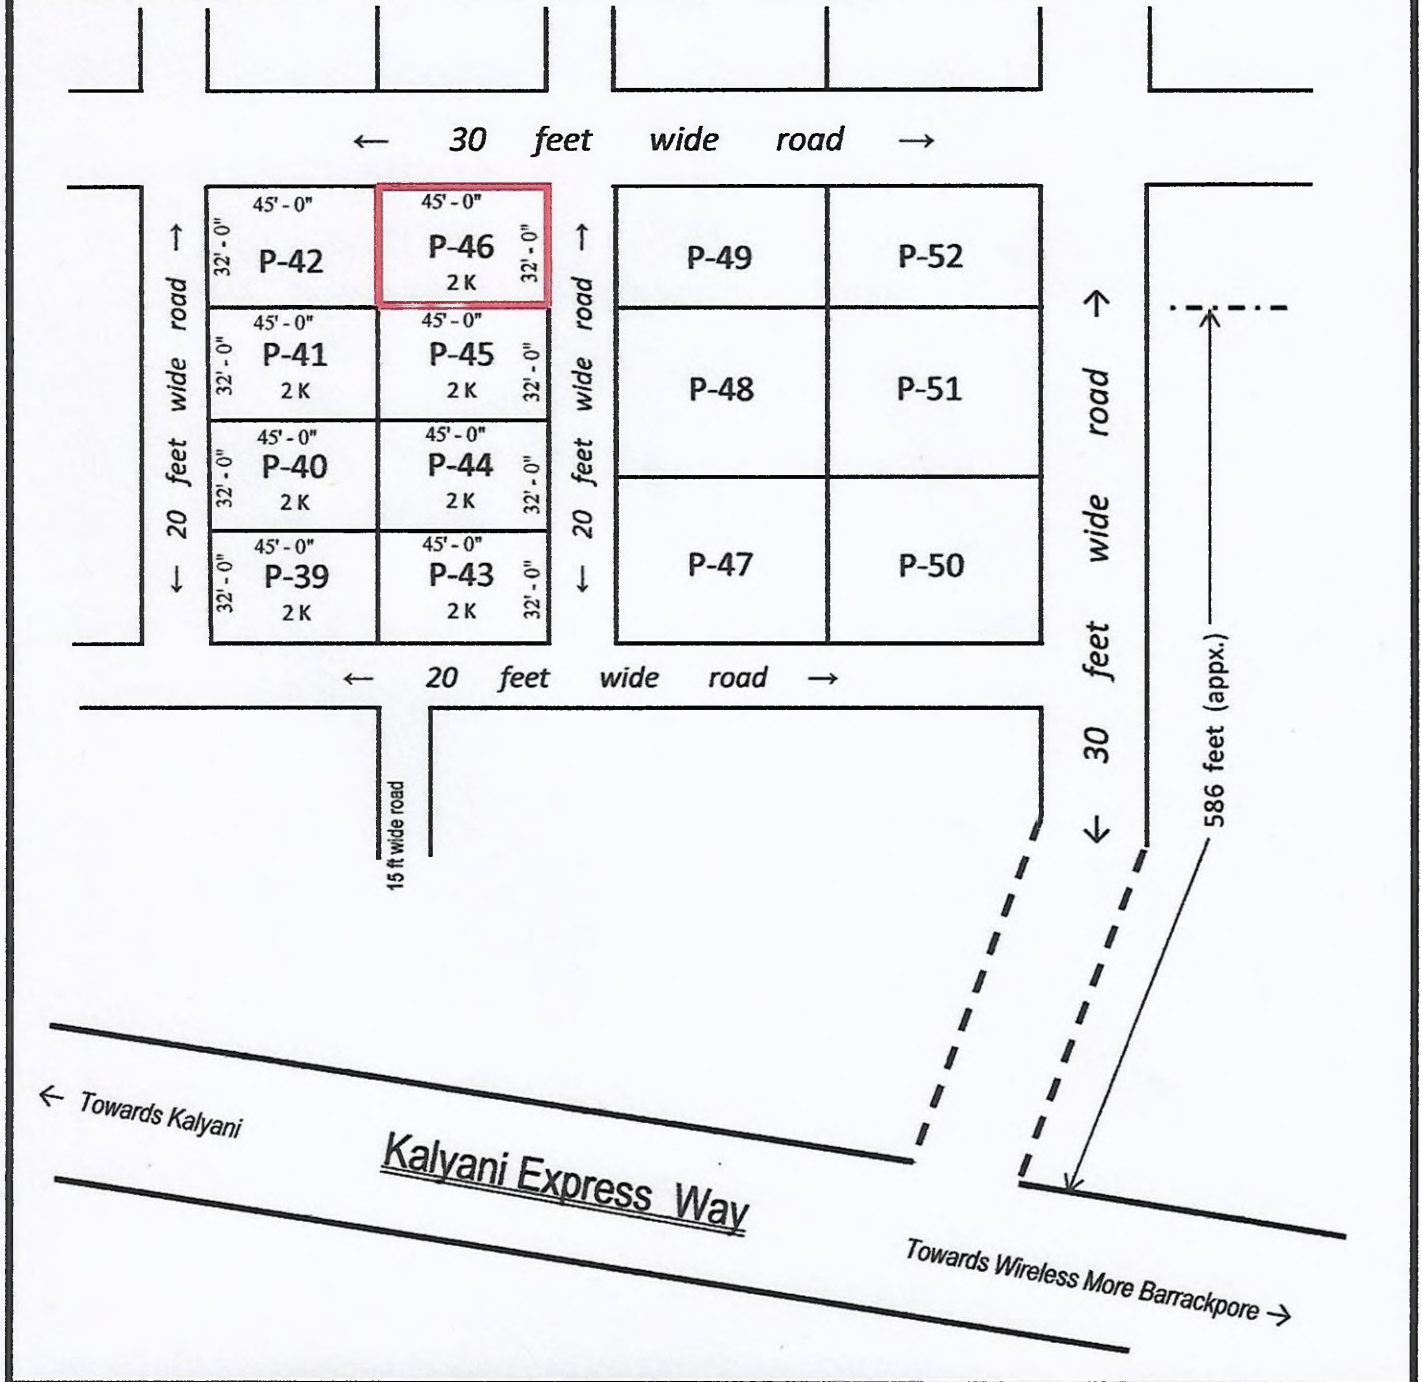 ← 30 feet wide road →
45' - 0"
32' - 0"
P-42
45' - 0"
P-46
2 K
32' - 0"
← 20 feet wide road →
45' - 0"
32' - 0"
P-41
2 K
45' - 0"
P-45
2 K
32' - 0"
45' - 0"
32' - 0"
P-40
2 K
45' - 0"
P-44
2 K
32' - 0"
45' - 0"
32' - 0"
P-39
2 K
45' - 0"
P-43
2 K
32' - 0"
← 20 feet wide road →
P-49
P-52
P-48
P-51
P-47
P-50
← 30 feet wide road →
586 feet (appx.)
← 20 feet wide road →
15 ft wide road
← Towards Kalyani
Kalyani Express Way
Towards Wireless More Barrackpore →